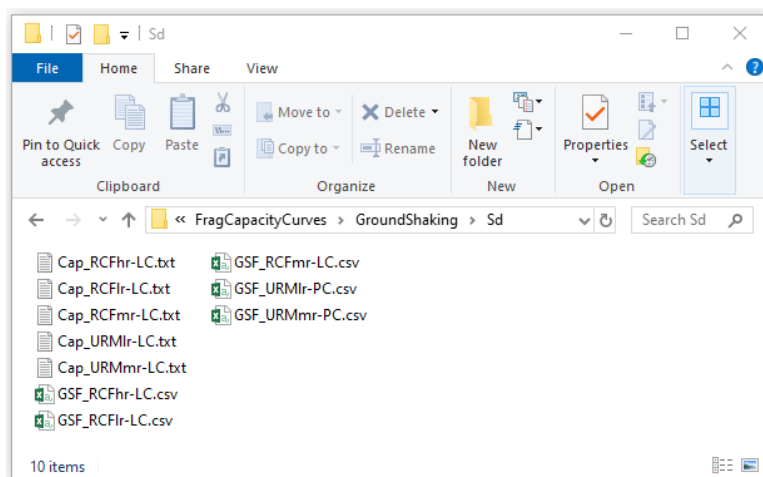 Sd
File Home Share View
Pin to Quick access Copy Paste Move to Copy to Delete Rename New folder Properties Select
Clipboard Organize New Open
« FragCapacityCurves > GroundShaking > Sd Search Sd
Cap_RCFhr-LC.txt GSF_RCFmr-LC.csv
Cap_RCFlr-LC.txt GSF_URMlr-PC.csv
Cap_RCFmr-LC.txt GSF_URMmr-PC.csv
Cap_URMlr-LC.txt
Cap_URMmr-LC.txt
GSF_RCFhr-LC.csv
GSF_RCFlr-LC.csv
10 items